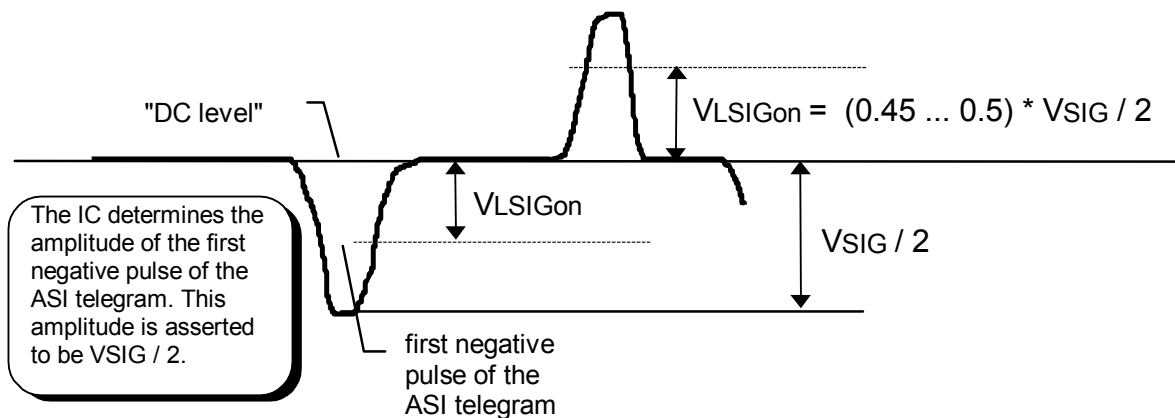 "DC level"
VLSIGon = (0.45 ... 0.5) * VSIG / 2
VLSIGon
VSIG / 2
The IC determines the
amplitude of the first
negative pulse of the
ASI telegram. This
amplitude is asserted
to be VSIG / 2.
first negative
pulse of the
ASI telegram